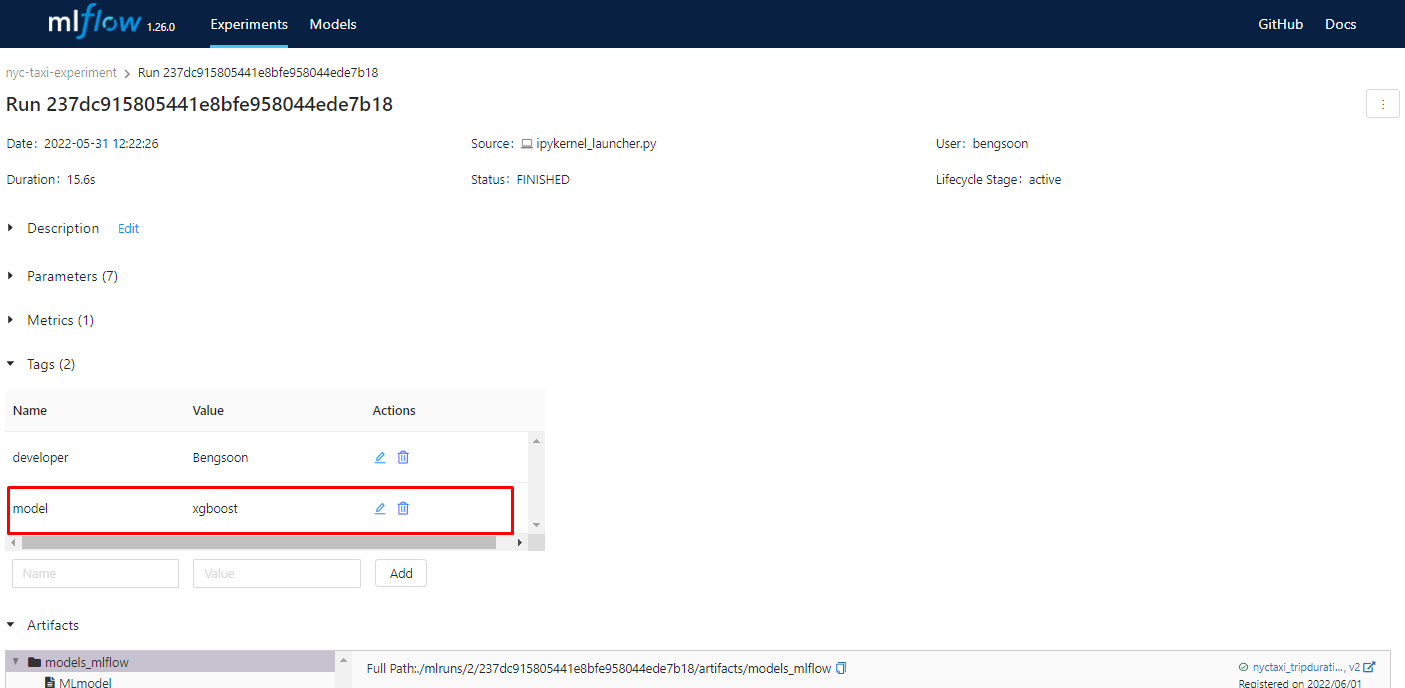 mlflow 1.26.0 Experiments Models GitHub Docs
nyc-taxi-experiment > Run 237dc915805441e8bfe958044ede7b18
Run 237dc915805441e8bfe958044ede7b18
Date: 2022-05-31 12:22:26 Source: ipykernel_launcher.py User: bengsoon
Duration: 15.6s Status: FINISHED Lifecycle Stage: active
Description Edit
Parameters (7)
Metrics (1)
Tags (2)
Name Value Actions
developer Bengsoon
model xgboost
Name Value Add
Artifacts
models_mlflow Full Path:./mlruns/2/237dc915805441e8bfe958044ede7b18/artifacts/models_mlflow nyctaxi_tripdurati..., v2
MLmodel Registered on 2022/06/01